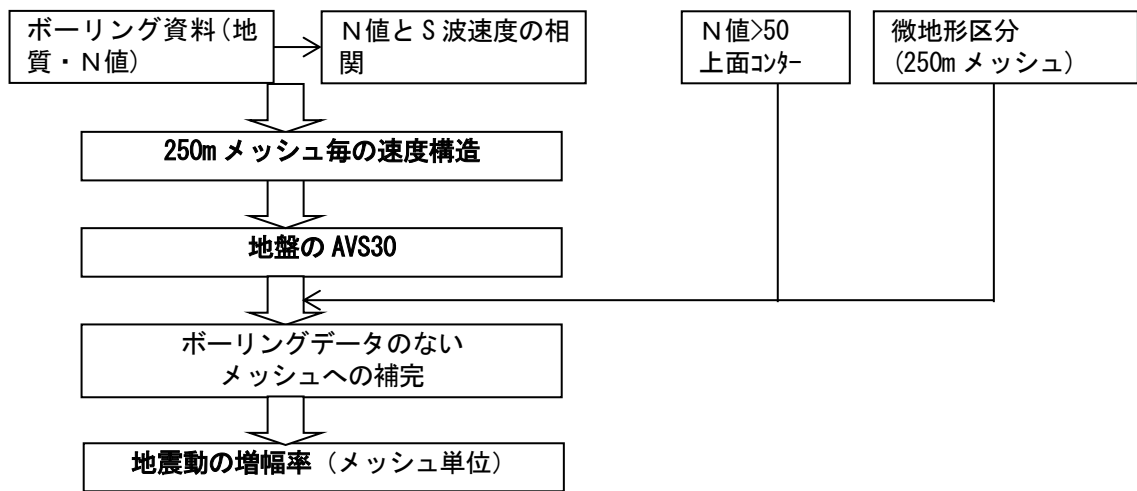 ボーリング資料(地
質・N値)
N値とS波速度の相
関
N値>50
上面コンター
微地形区分
(250mメッシュ)
250mメッシュ毎の速度構造
地盤のAVS30
ボーリングデータのない
メッシュへの補完
地震動の増幅率(メッシュ単位)